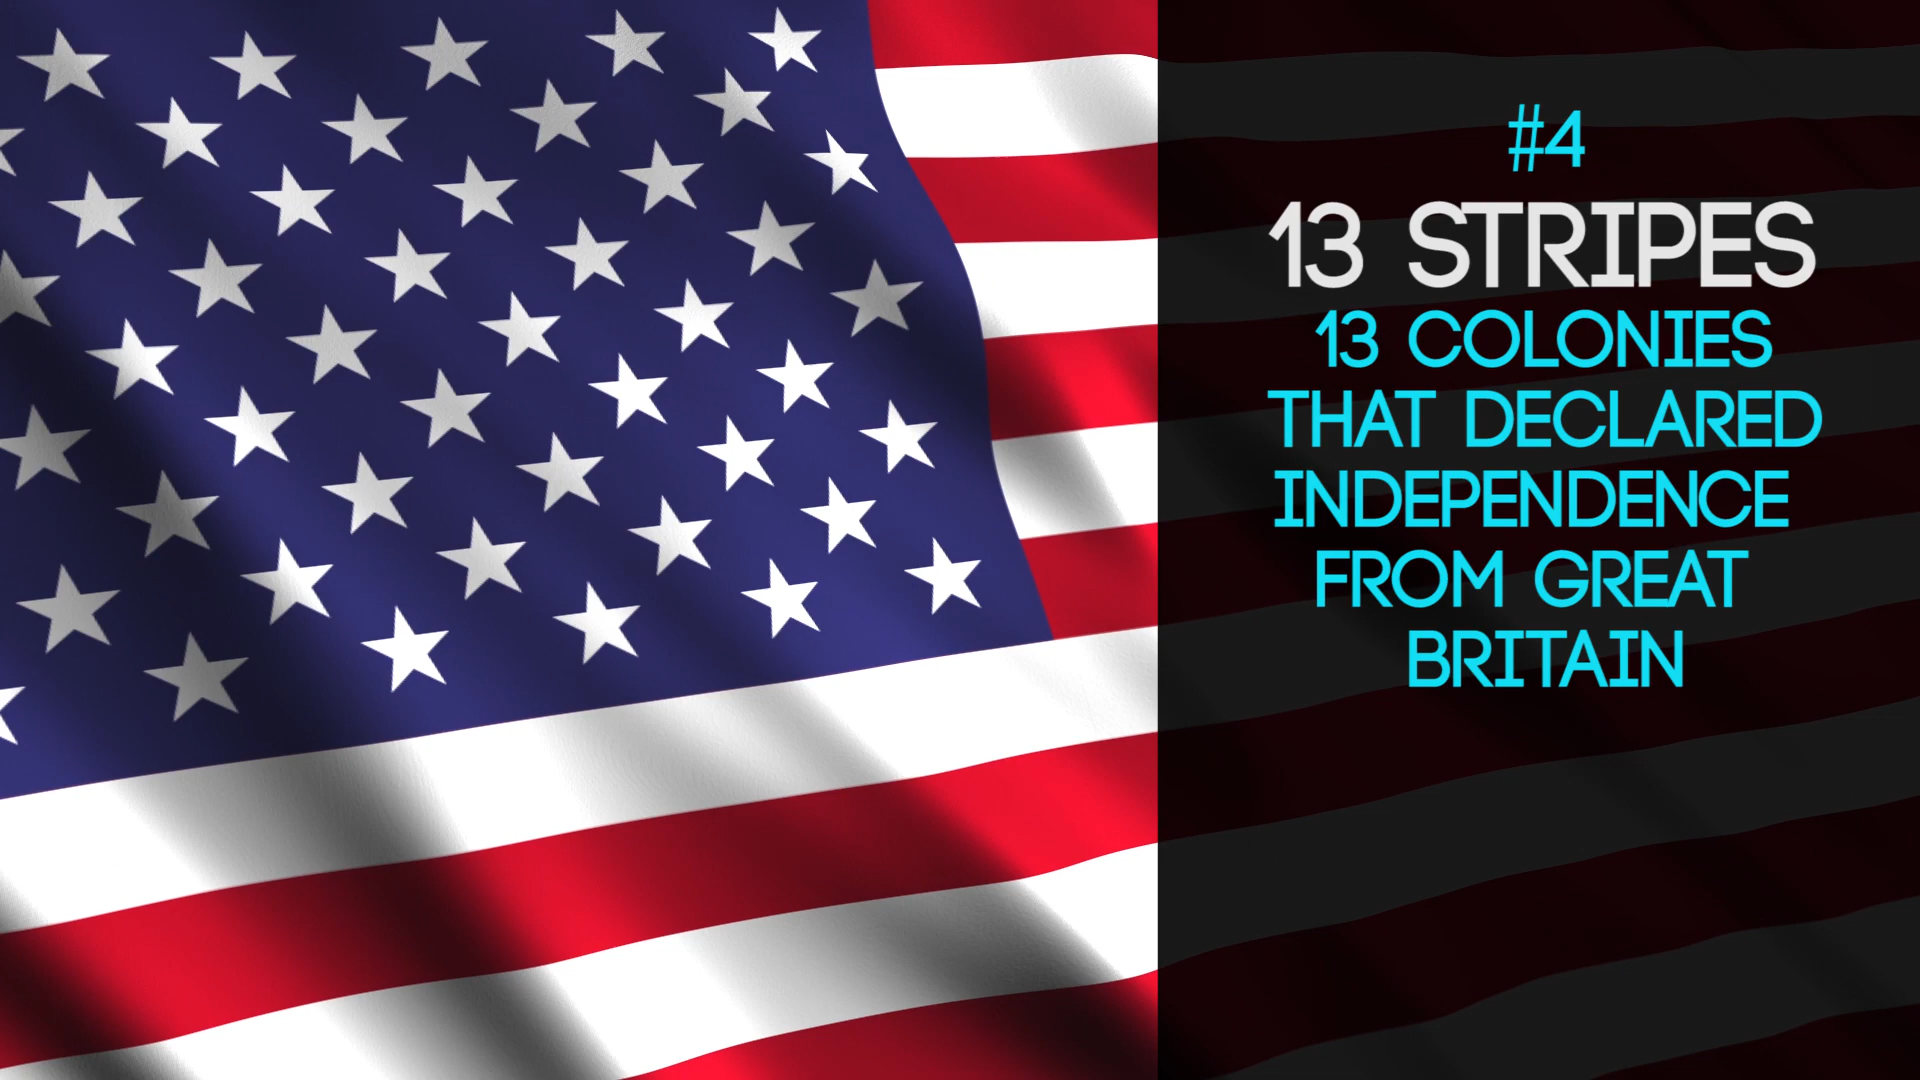 #4
13 STRIPES
13 COLONIES
THAT DECLARED
INDEPENDENCE
FROM GREAT
BRITAIN